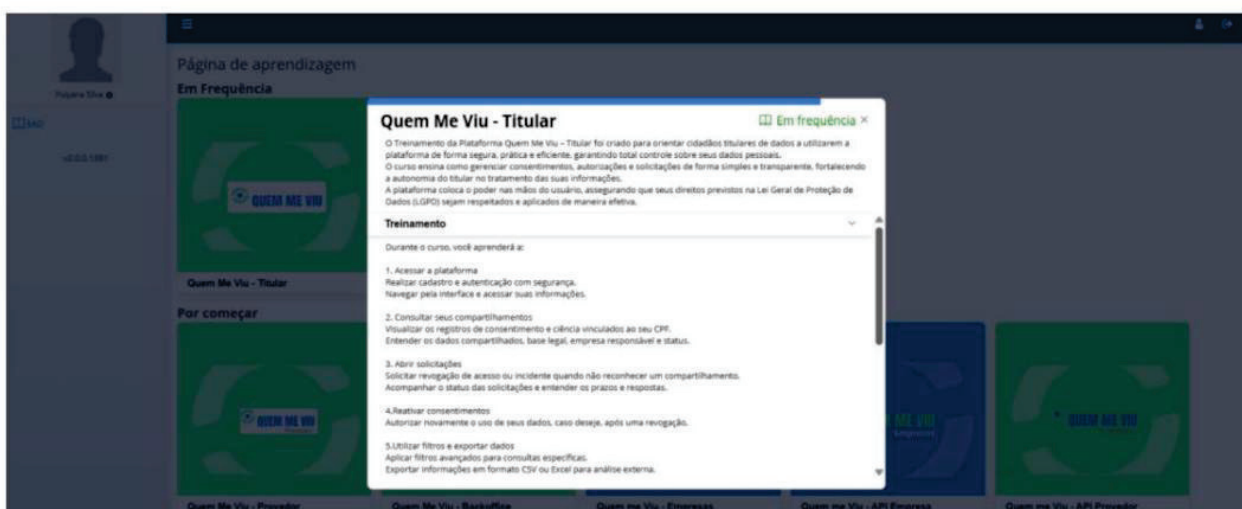 Página de aprendizagem
Em Frequência
EAD
QUEM ME VIU
Quem Me Viu - Titular
Por começar
Quem Me Viu - Titular
Em frequência ×
O Treinamento da Plataforma Quem Me Viu – Titular foi criado para orientar cidadãos titulares de dados a utilizarem a
plataforma de forma segura, prática e eficiente, garantindo total controle sobre seus dados pessoais.
O curso ensina como gerenciar consentimentos, autorizações e solicitações de forma simples e transparente, fortalecendo
a autonomia do titular no tratamento das suas informações.
A plataforma coloca o poder nas mãos do usuário, assegurando que seus direitos previstos na Lei Geral de Proteção de
Dados (LGPD) sejam respeitados e aplicados de maneira efetiva.
Treinamento
Durante o curso, você aprenderá a:
1. Acessar a plataforma
Realizar cadastro e autenticação com segurança.
Navegar pela interface e acessar suas informações.
2. Consultar seus compartilhamentos
Visualizar os registros de consentimento e ciência vinculados ao seu CPF.
Entender os dados compartilhados, base legal, empresa responsável e status.
3. Abrir solicitações
Solicitar revogação de acesso ou incidente quando não reconhecer um compartilhamento.
Acompanhar o status das solicitações e entender os prazos e respostas.
4.Reativar consentimentos
Autorizar novamente o uso de seus dados, caso deseje, após uma revogação.
5.Utilizar filtros e exportar dados
Aplicar filtros avançados para consultas específicas.
Exportar informações em formato CSV ou Excel para análise externa.
QUEM ME VIU
ME VIU
Empresas
QUEM ME VIU
Quem Me Viu - Provedor
Quem Me Viu - Backoffice
Quem me Viu - Empresas
Quem me Viu - API Empresa
Quem me Viu - API Provedor